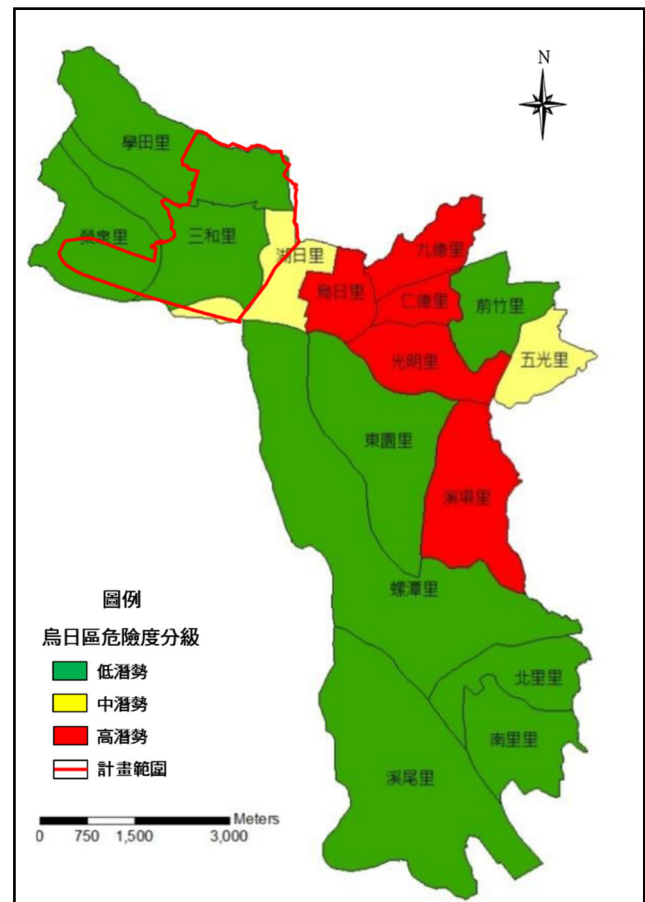 N
學田里
榮泉里
三和里
湖日里
烏日里
九德里
仁德里
前竹里
光明里
五光里
東園里
溪埧里
螺潭里
北里里
南里里
溪尾里
圖例
烏日區危險度分級
低潛勢
中潛勢
高潛勢
計畫範圍
Meters
0 750 1,500 3,000